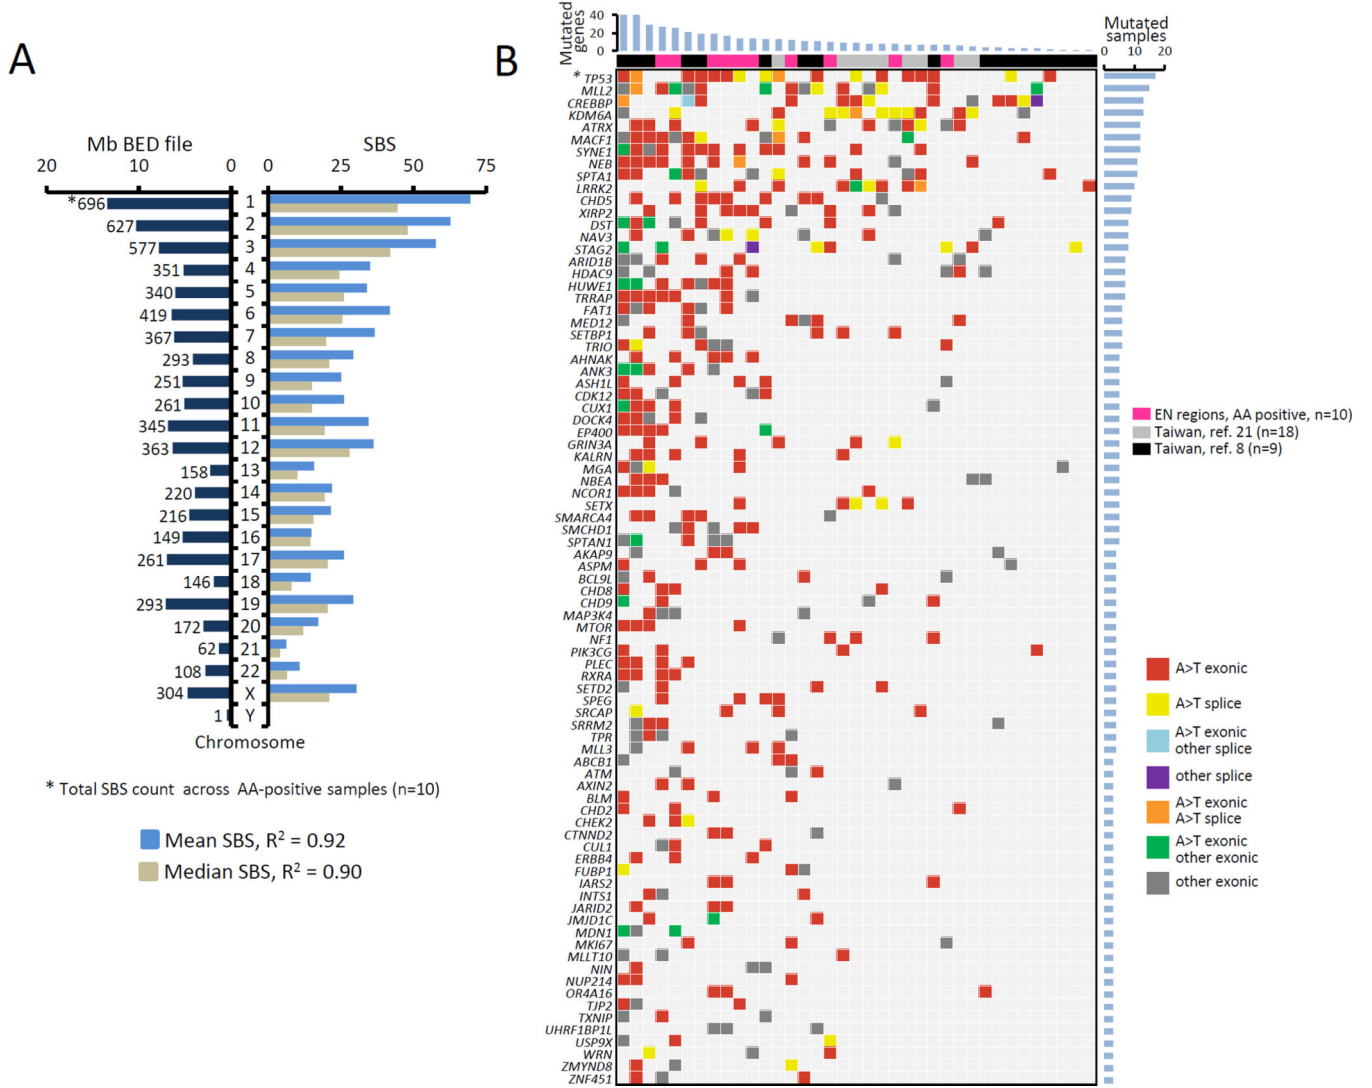 A
Mb BED file
SBS
20
10
0
0
25
50
75
*696
1
627
2
577
3
351
4
340
5
419
6
367
7
293
8
251
9
261
10
345
11
363
12
158
13
220
14
216
15
149
16
261
17
146
18
293
19
172
20
62
21
108
22
304
X
1
Y
Chromosome
* Total SBS count across AA-positive samples (n=10)
Mean SBS, R² = 0.92
Median SBS, R² = 0.90
B
Mutated genes
40
20
0
Mutated samples
0
10
20
* TP53
MLL2
CREBBP
KDM6A
ATRX
MACF1
SYNE1
NEB
SPTA1
LRRK2
CHD5
XIRP2
DST
NAV3
STAG2
ARID1B
HDAC9
HUWE1
TRRAP
FAT1
MED12
SETBP1
TRIO
AHNAK
ANK3
ASH1L
CDK12
CUX1
DOCK4
EP400
GRIN3A
KALRN
MGA
NBEA
NCOR1
SETX
SMARCA4
SMCHD1
SPTAN1
AKAP9
ASPM
BCL9L
CHD8
CHD9
MAP3K4
MTOR
NF1
PIK3CG
PLEC
RXRA
SETD2
SPEG
SRCAP
SRRM2
TPR
MLL3
ABCB1
ATM
AXIN2
BLM
CHD2
CHEK2
CTNND2
CUL1
ERBB4
FUBP1
IARS2
INTS1
JARID2
JMJD1C
MDN1
MKI67
MLLT10
NIN
NUP214
OR4A16
TJP2
TXNIP
UHRF1BP1L
USP9X
WRN
ZMYND8
ZNF451
EN regions, AA positive, n=10)
Taiwan, ref. 21 (n=18)
Taiwan, ref. 8 (n=9)
A>T exonic
A>T splice
A>T exonic
other splice
other splice
A>T exonic
A>T splice
A>T exonic
other exonic
other exonic